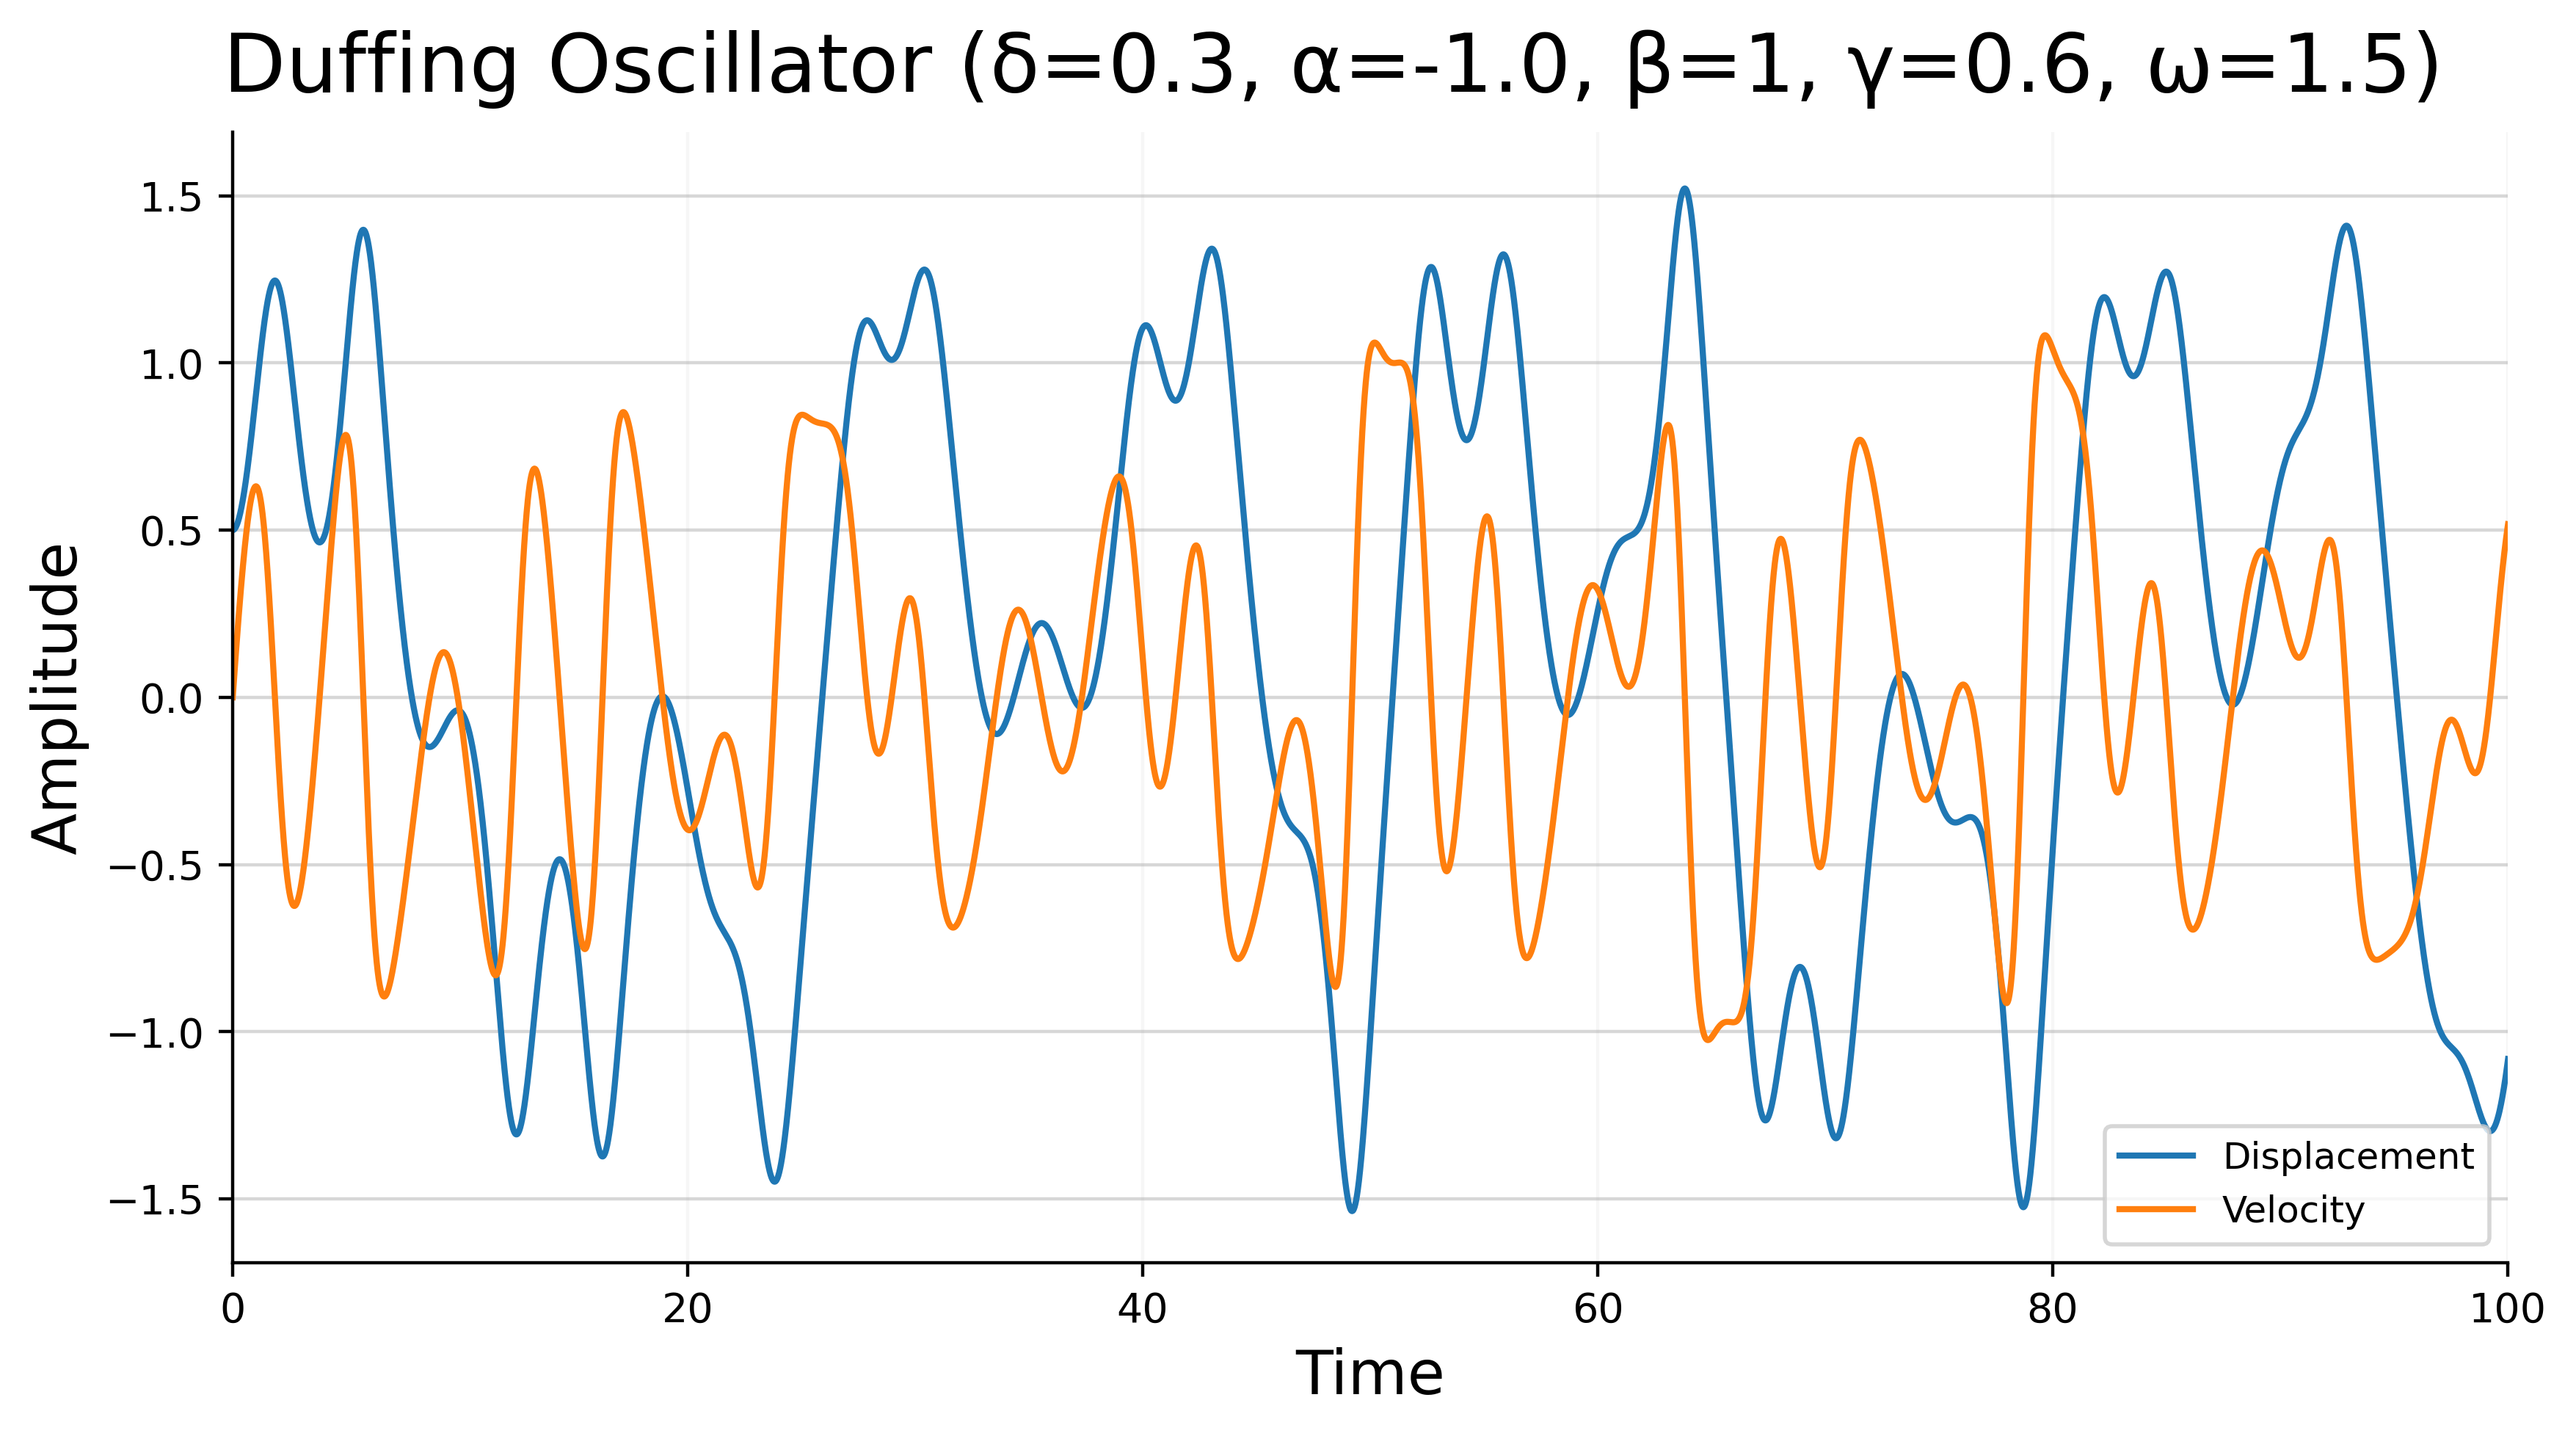 Duffing Oscillator (δ=0.3, α=-1.0, β=1, γ=0.6, ω=1.5)
Amplitude
1.5
1.0
0.5
0.0
−0.5
−1.0
−1.5
0 20 40 60 80 100
Time
Displacement
Velocity